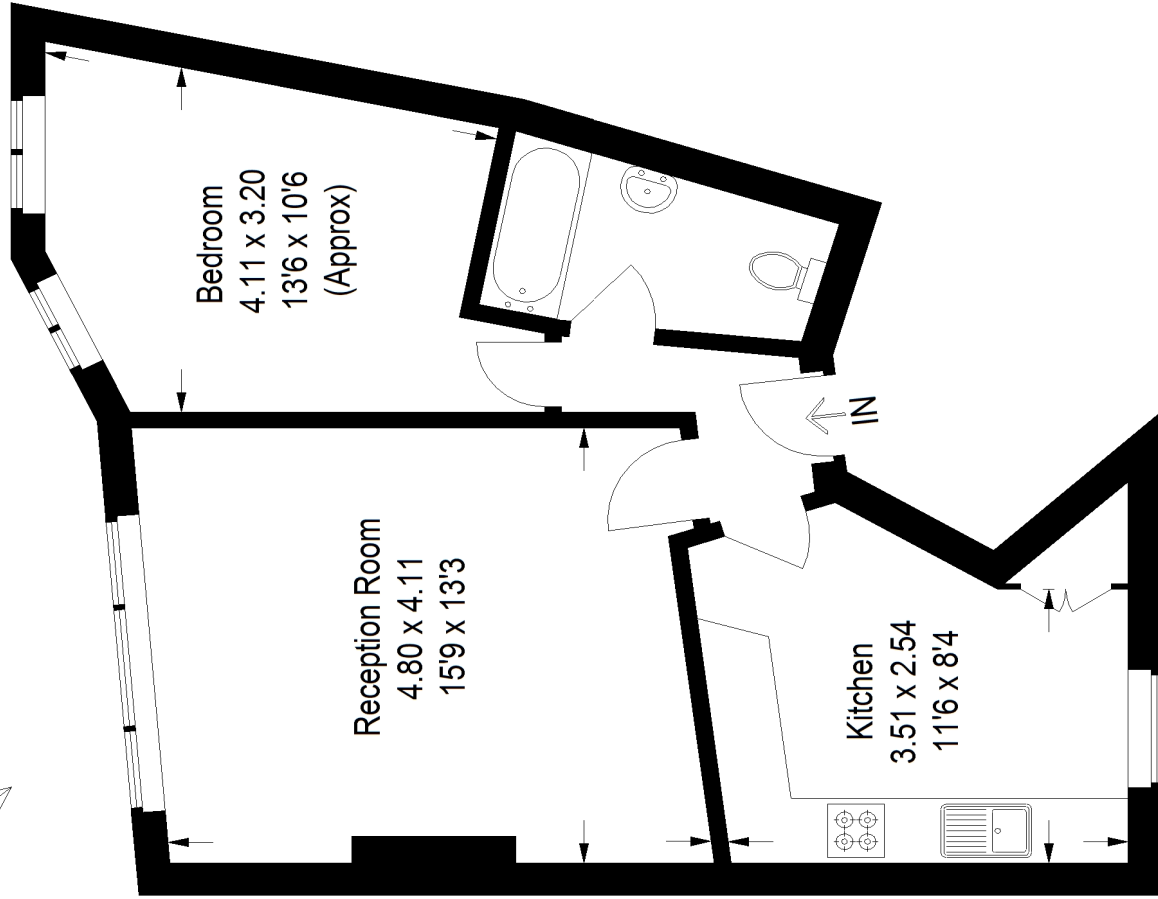 Bedroom
4.11 x 3.20
13'6 x 10'6
(Approx)
Reception Room
4.80 x 4.11
15'9 x 13'3
Kitchen
3.51 x 2.54
11'6 x 8'4
IN